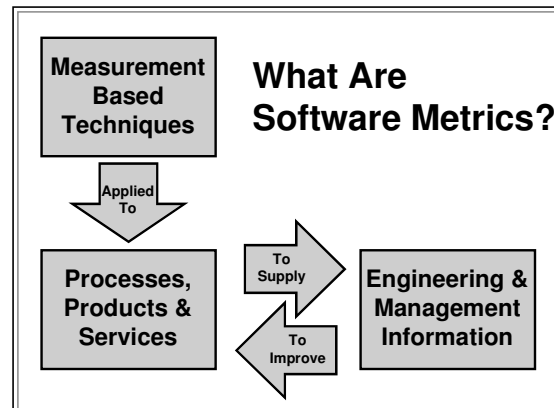 Measurement
Based
Techniques
What Are
Software Metrics?
Applied
To
Processes,
Products &
Services
To
Supply
To
Improve
Engineering &
Management
Information